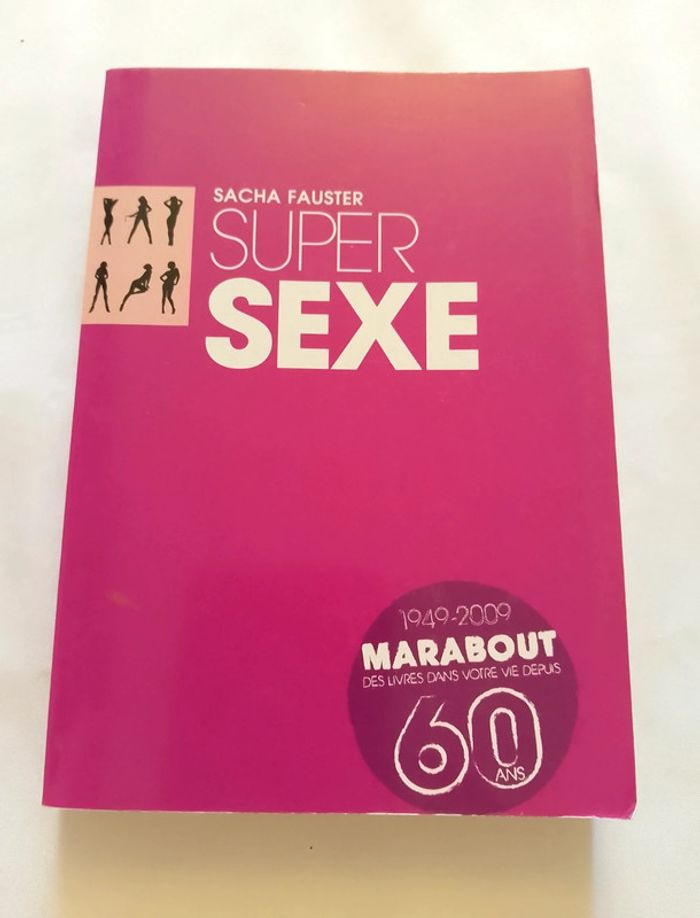 SACHA FAUSTER
SUPER
SEXE
1949-2009
MARABOUT
DES LIVRES DANS VOTRE VIE DEPUIS
60
ANS